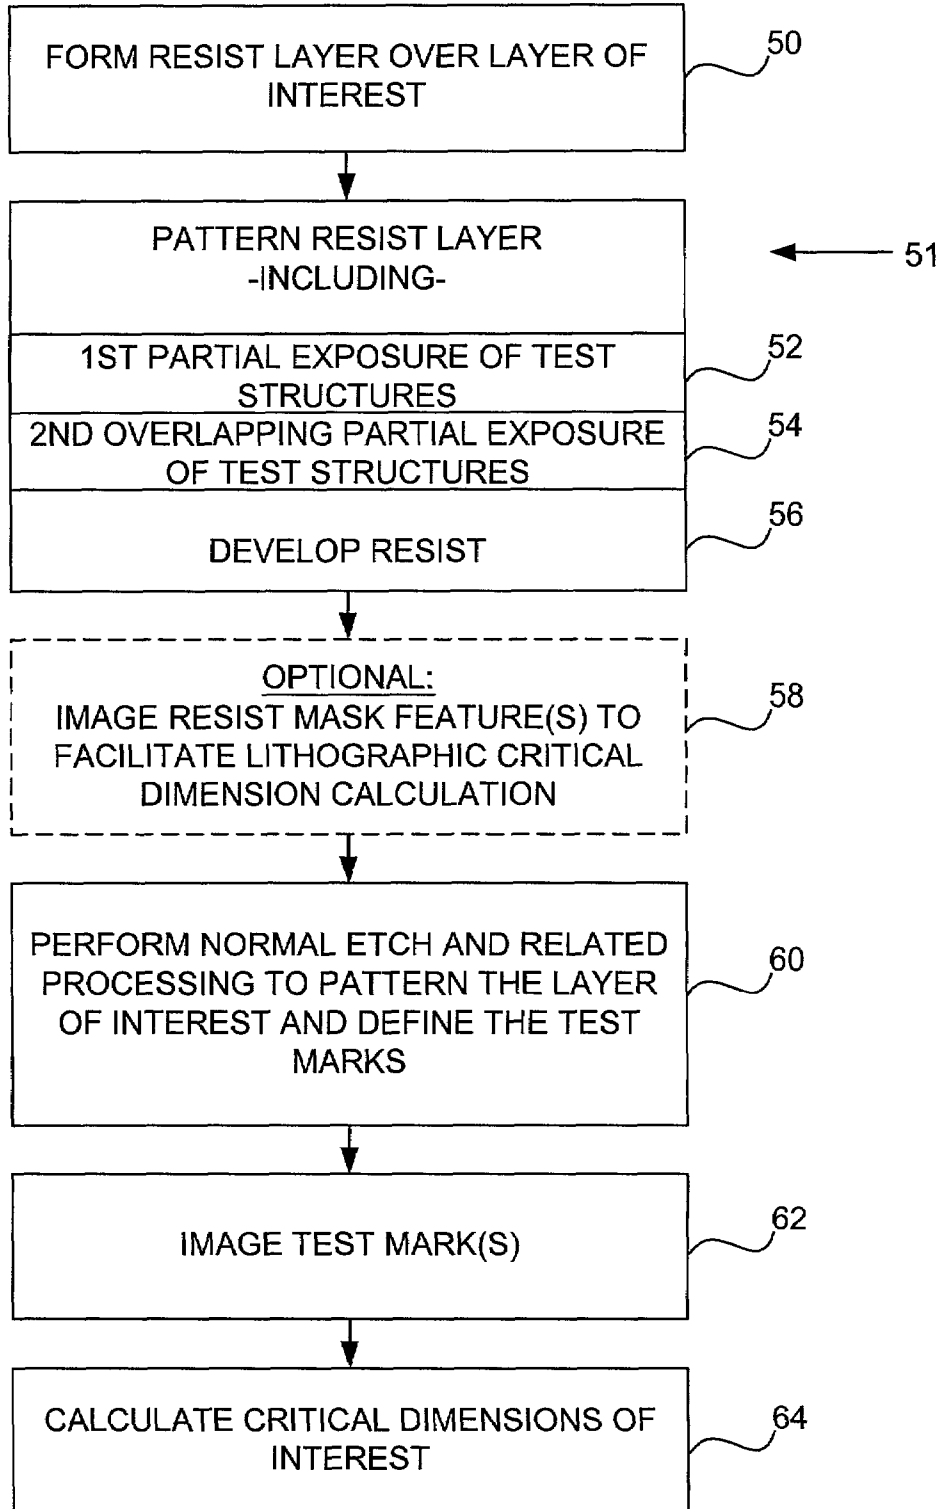 FORM RESIST LAYER OVER LAYER OF
INTEREST
50
PATTERN RESIST LAYER
-INCLUDING-
51
1ST PARTIAL EXPOSURE OF TEST
STRUCTURES
52
2ND OVERLAPPING PARTIAL EXPOSURE
OF TEST STRUCTURES
54
DEVELOP RESIST
56
OPTIONAL:
IMAGE RESIST MASK FEATURE(S) TO
FACILITATE LITHOGRAPHIC CRITICAL
DIMENSION CALCULATION
58
PERFORM NORMAL ETCH AND RELATED
PROCESSING TO PATTERN THE LAYER
OF INTEREST AND DEFINE THE TEST
MARKS
60
IMAGE TEST MARK(S)
62
CALCULATE CRITICAL DIMENSIONS OF
INTEREST
64